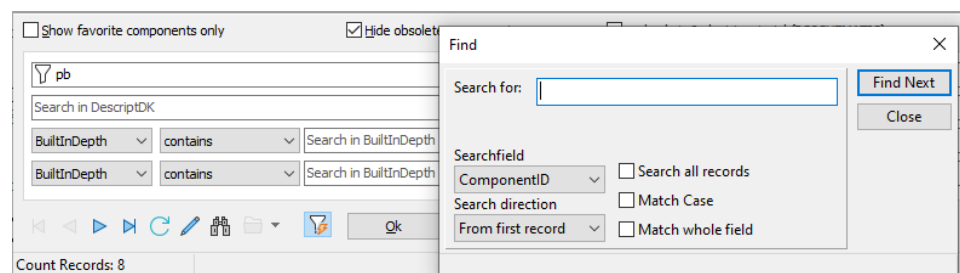 Show favorite components only
Hide obsolete
pb
Search in DescriptDK
BuiltInDepth contains Search in BuiltInDepth
BuiltInDepth contains Search in BuiltInDepth
Ok
Count Records: 8
Find
Search for:
Find Next
Close
Searchfield
ComponentID
Search all records
Search direction
Match Case
From first record
Match whole field